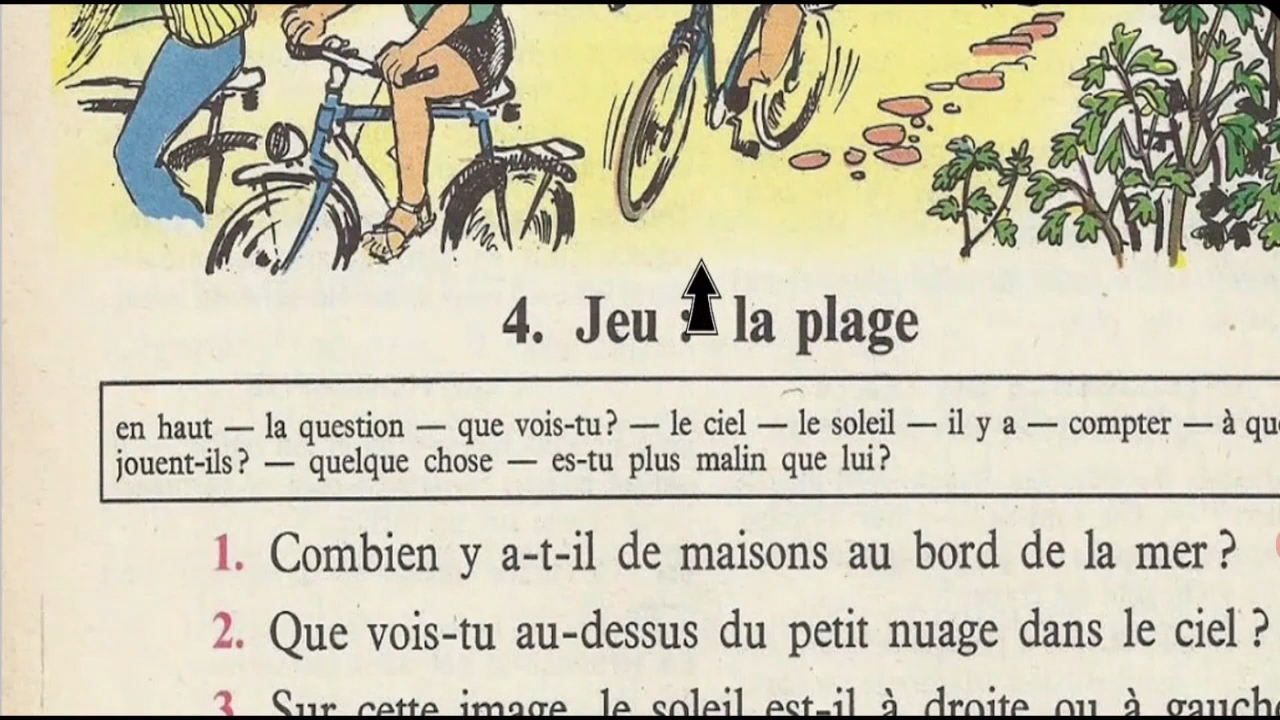 4. Jeu : la plage
en haut — la question — que vois-tu? — le ciel — le soleil — il y a — compter — à
jouent-ils? — quelque chose — es-tu plus malin que lui?
1. Combien y a-t-il de maisons au bord de la mer ?
2. Que vois-tu au-dessus du petit nuage dans le ciel ?
3. Sur cette image, le soleil est-il à droite ou à